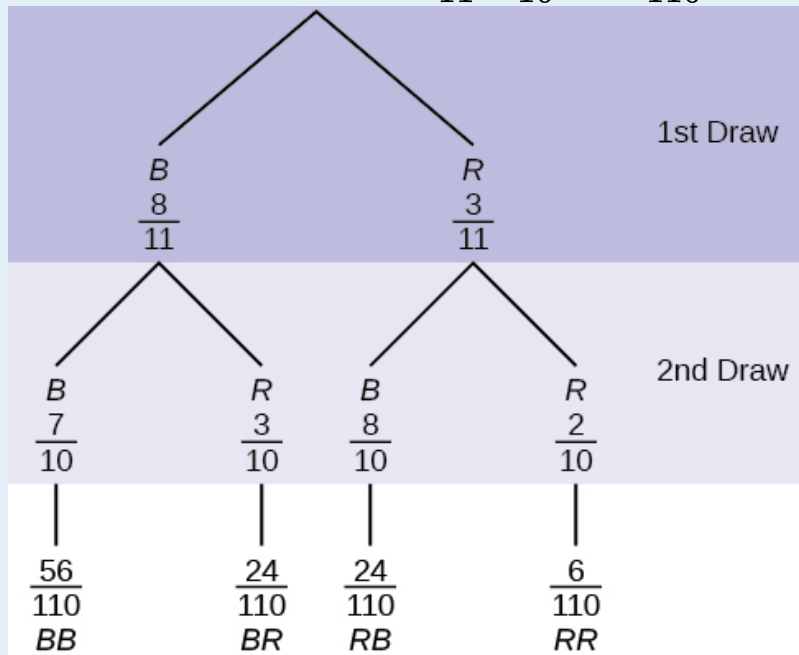 1st Draw
B R
8/11 3/11
2nd Draw
B R B R
7/10 3/10 8/10 2/10
56/110 24/110 24/110 6/110
BB BR RB RR